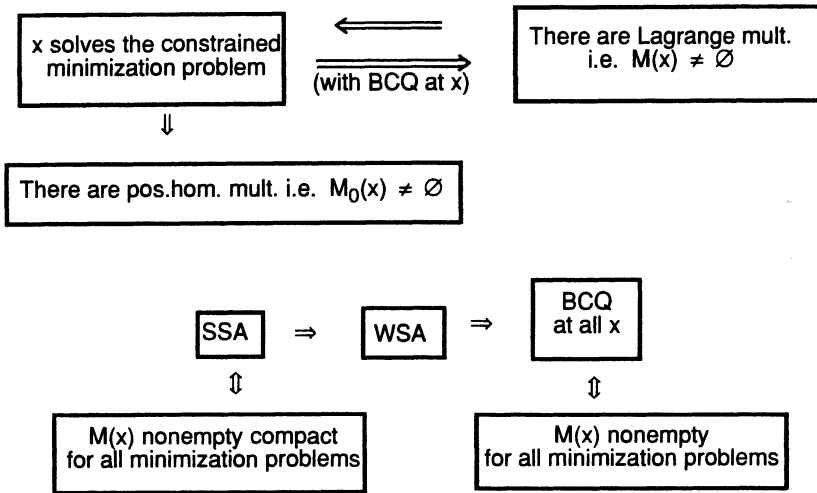 x solves the constrained
minimization problem
⇐
⇒
(with BCQ at x)
There are Lagrange mult.
i.e. M(x) ≠ ∅
⇓
There are pos.hom. mult. i.e. M₀(x) ≠ ∅
SSA ⇒ WSA ⇒ BCQ
at all x
⇕ ⇕
M(x) nonempty compact
for all minimization problems
M(x) nonempty
for all minimization problems